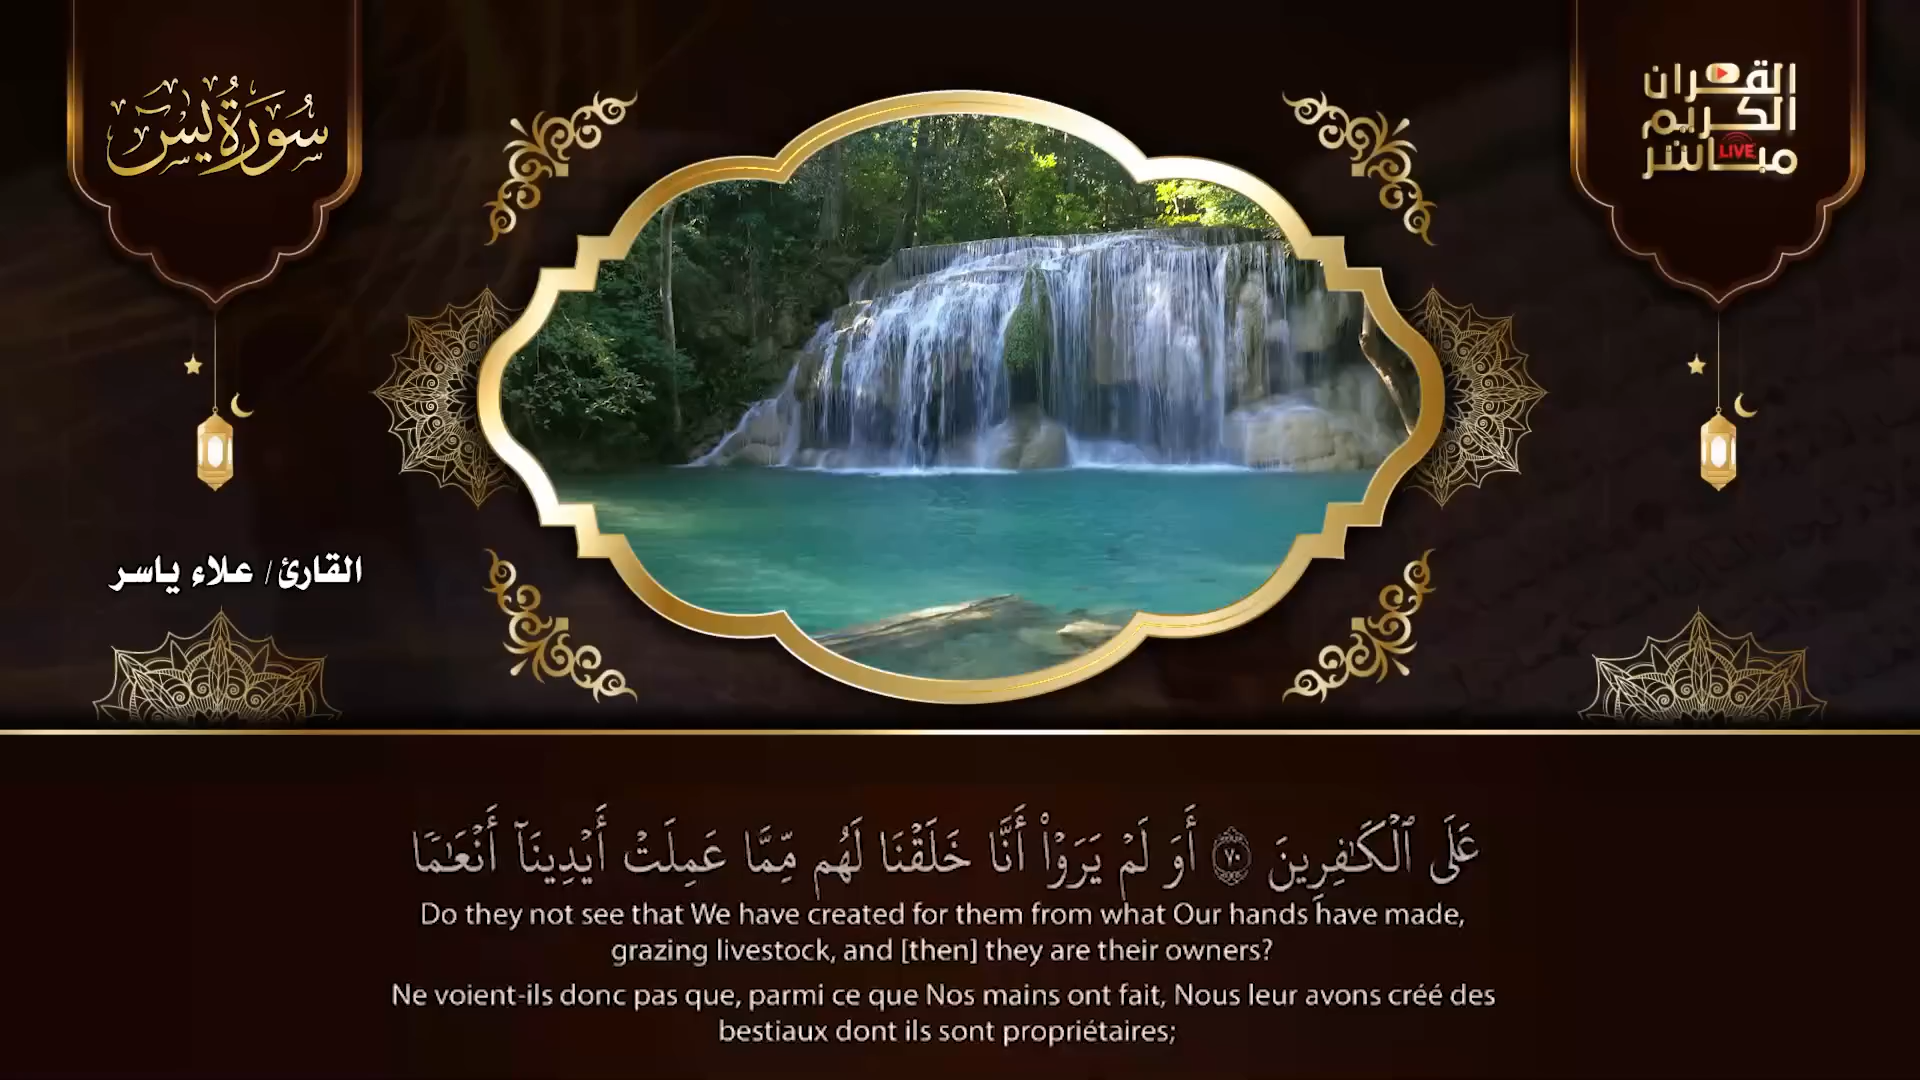 سُورَةُ يس
القرآن
الكريم
مباشر
LIVE
القارئ / علاء ياسر
عَلَى ٱلْكَـٰفِرِينَ ٧٠ أَوَ لَمْ يَرَوْا۟ أَنَّا خَلَقْنَا لَهُم مِّمَّا عَمِلَتْ أَيْدِينَآ أَنْعَـٰمًا
Do they not see that We have created for them from what Our hands have made,
grazing livestock, and [then] they are their owners?
Ne voient-ils donc pas que, parmi ce que Nos mains ont fait, Nous leur avons créé des
bestiaux dont ils sont propriétaires;